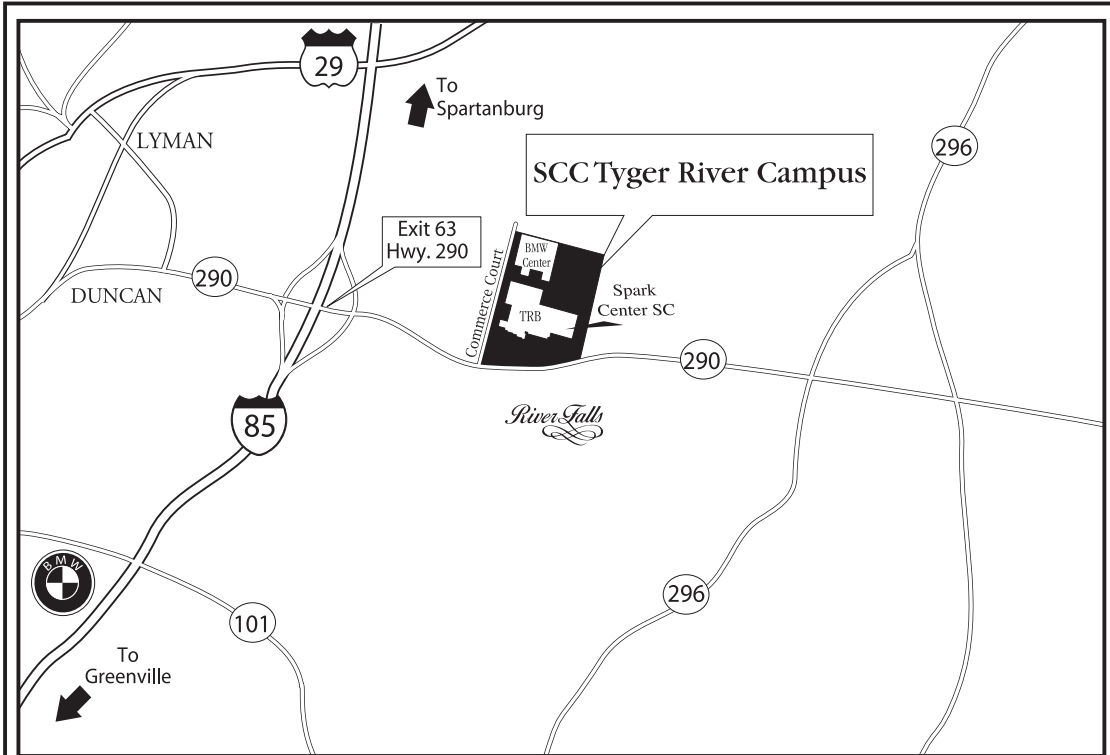 29
To
Spartanburg
LYMAN
296
SCC Tyger River Campus
Exit 63
Hwy. 290
BMW
Center
Commerce Court
290
DUNCAN
Spark
Center SC
TRB
290
River Falls
85
BMW
296
101
To
Greenville